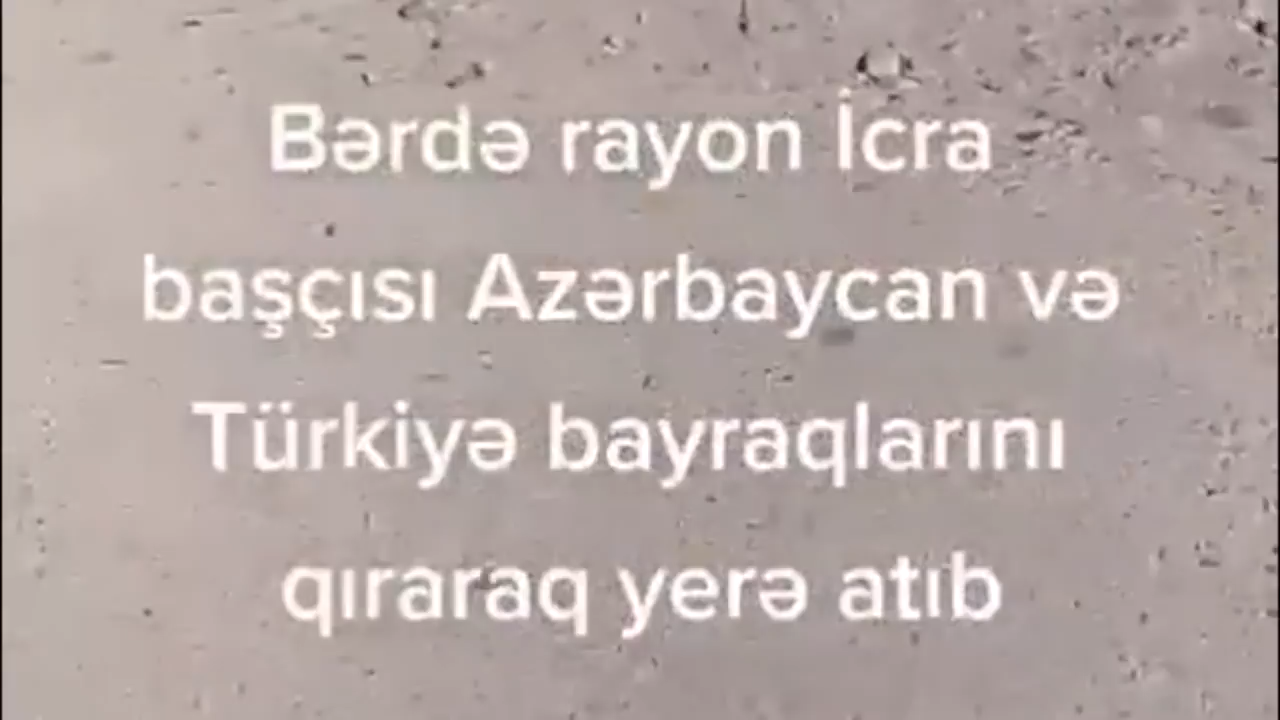 Bərdə rayon İcra
başçısı Azərbaycan və
Türkiyə bayraqlarını
qıraraq yerə atıb